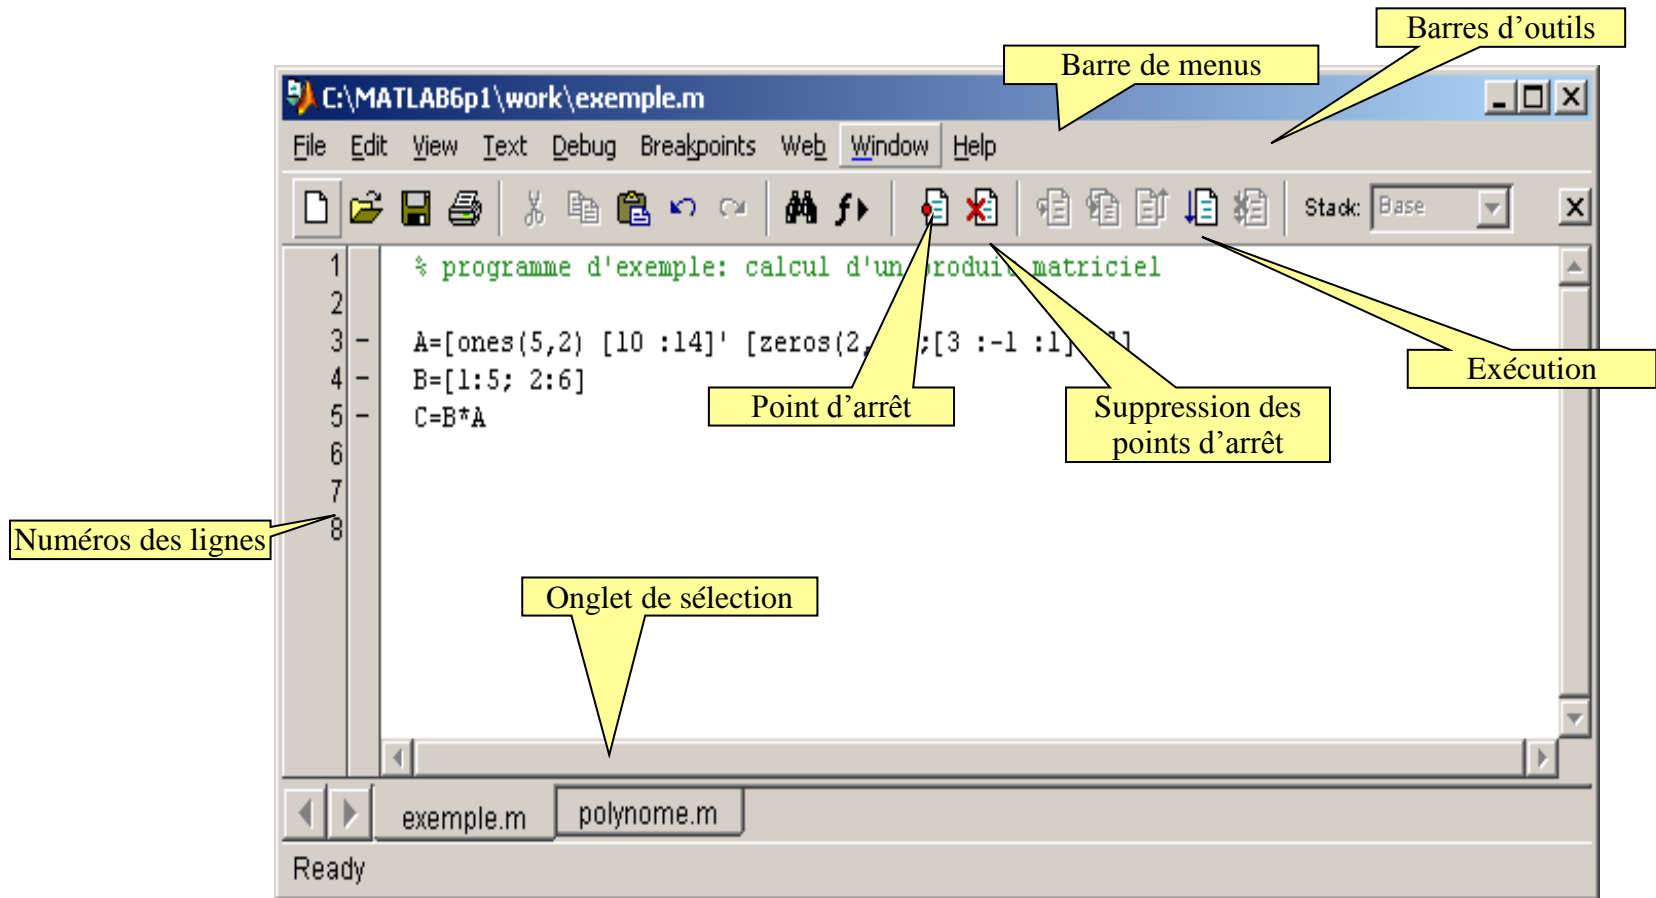 Barres d’outils
Barre de menus
C:\MATLAB6p1\work\exemple.m
File Edit View Text Debug Breakpoints Web Window Help
Stack: Base
1 % programme d'exemple: calcul d'un produit matriciel
2
3 – A=[ones(5,2) [10 :14]' [zeros(2, ;[3 :-1 :1] ]]
4 – B=[1:5; 2:6]
5 – C=B*A
6
7
8
Exécution
Point d’arrêt
Suppression des
points d’arrêt
Numéros des lignes
Onglet de sélection
exemple.m polynome.m
Ready